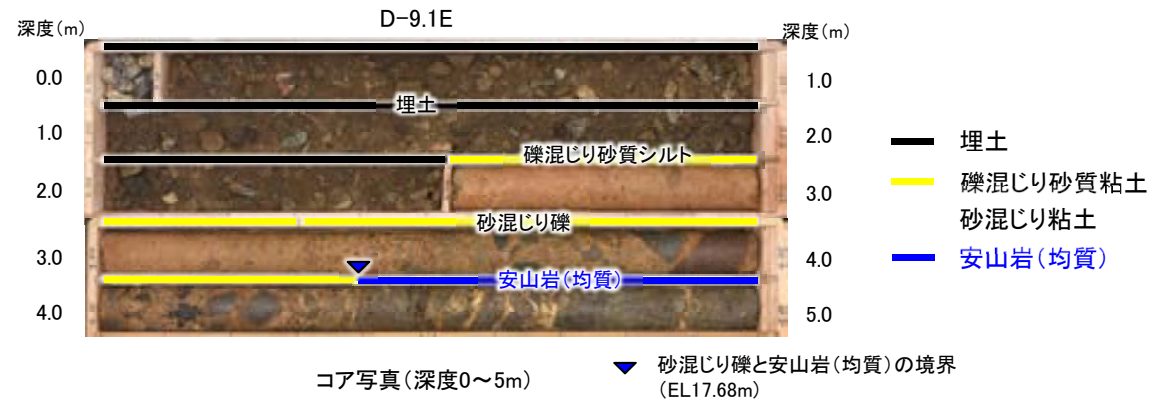 D-9.1E
深度(m)
深度(m)
0.0
1.0
埋土
1.0
2.0
礫混じり砂質シルト
2.0
3.0
砂混じり礫
3.0
4.0
安山岩(均質)
4.0
5.0
埋土
礫混じり砂質粘土
砂混じり粘土
安山岩(均質)
コア写真(深度0~5m)
砂混じり礫と安山岩(均質)の境界
(EL17.68m)